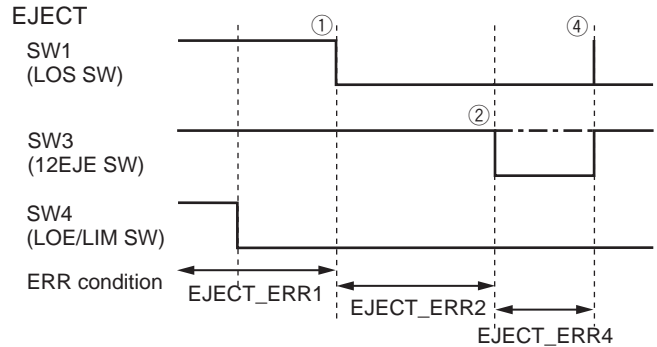 EJECT
①
④
SW1
(LOS SW)
②
SW3
(12EJE SW)
SW4
(LOE/LIM SW)
ERR condition
EJECT_ERR1
EJECT_ERR2
EJECT_ERR4